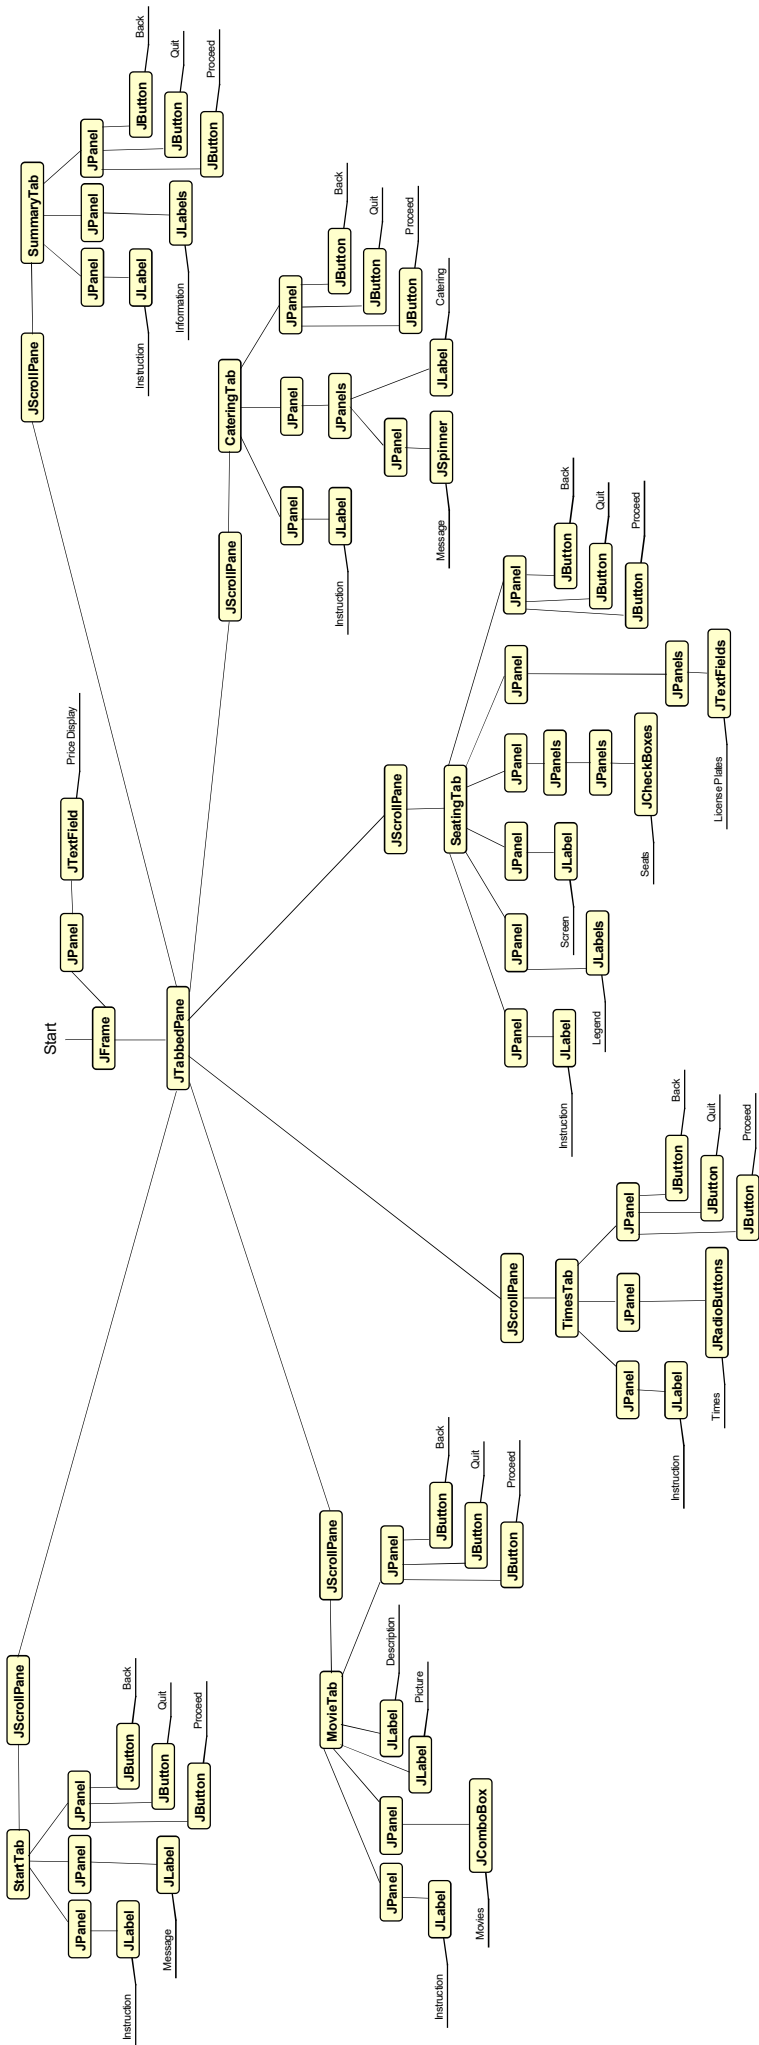 Start
JFrame
JPanel
JTextField
Price Display
JTabbedPane
JScrollPane
StartTab
JPanel
JLabel
Instruction
JPanel
JLabel
Message
JPanel
JButton
Back
JButton
Quit
JButton
Proceed
JScrollPane
MovieTab
JPanel
JLabel
Instruction
JPanel
JComboBox
Movies
JLabel
Picture
JLabel
Description
JPanel
JButton
Back
JButton
Quit
JButton
Proceed
JScrollPane
TimesTab
JPanel
JLabel
Instruction
JPanel
JRadioButtons
Times
JPanel
JButton
Back
JButton
Quit
JButton
Proceed
JScrollPane
SeatingTab
JPanel
JLabel
Instruction
JPanel
JLabels
Legend
JPanel
JLabel
Screen
JPanel
JPanels
JPanels
JCheckBoxes
Seats
JPanel
JPanels
JTextFields
License Plates
JPanel
JButton
Back
JButton
Quit
JButton
Proceed
JScrollPane
CateringTab
JPanel
JLabel
Instruction
JPanel
JPanels
JPanel
JSpinner
Message
JLabel
Catering
JPanel
JButton
Back
JButton
Quit
JButton
Proceed
JScrollPane
SummaryTab
JPanel
JLabel
Instruction
JPanel
JLabels
Information
JPanel
JButton
Back
JButton
Quit
JButton
Proceed